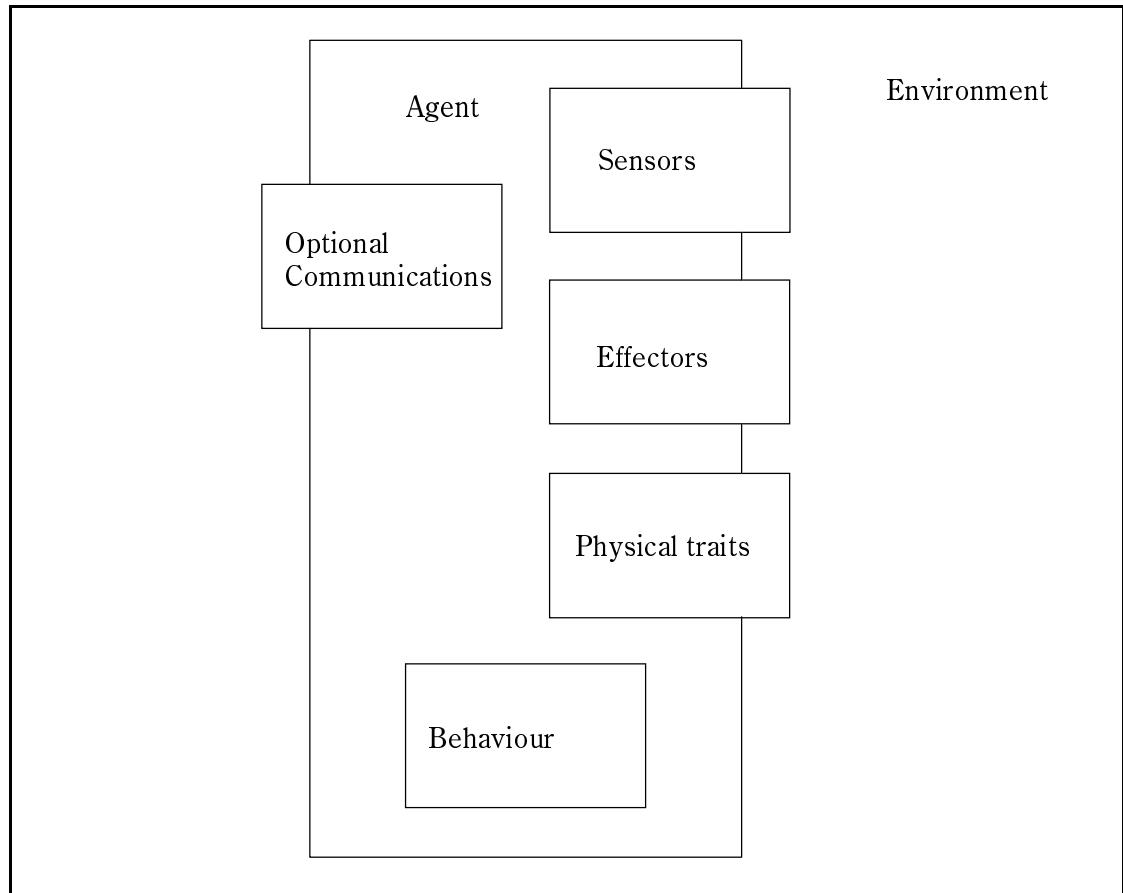 Agent
Environment
Sensors
Optional
Communications
Effectors
Physical traits
Behaviour